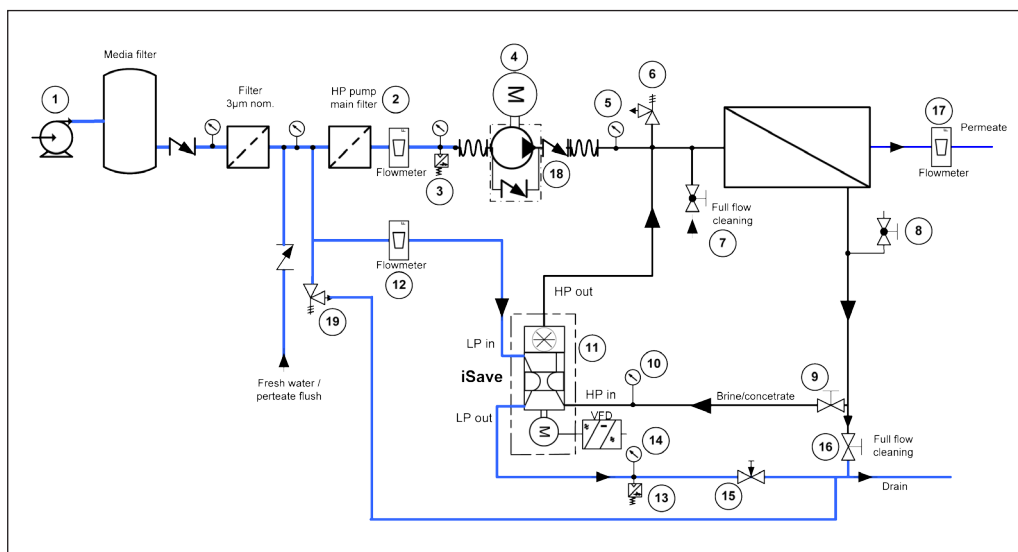 Media filter
1
Filter
3µm nom.
HP pump
main filter
2
Flowmeter
3
4
M
18
5
6
Full flow
cleaning
7
17
Permeate
Flowmeter
8
Flowmeter
12
19
Fresh water /
perteate flush
HP out
LP in
11
iSave
10
HP in
Brine/concetrate
9
LP out
VFD
M
14
Full flow
cleaning
16
13
15
Drain